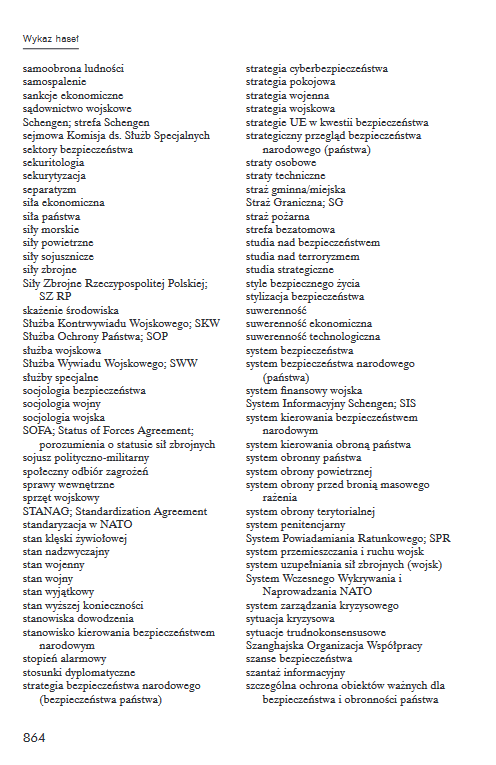 Wykaz haseł
samoobrona ludności
samospalenie
sankcje ekonomiczne
sądownictwo wojskowe
Schengen; strefa Schengen
sejmowa Komisja ds. Służb Specjalnych
sektory bezpieczeństwa
sekuritologia
sekurytyzacja
separatyzm
siła ekonomiczna
siła państwa
siły morskie
siły powietrzne
siły sojusznicze
siły zbrojne
Siły Zbrojne Rzeczypospolitej Polskiej;
SZ RP
skażenie środowiska
Służba Kontrwywiadu Wojskowego; SKW
Służba Ochrony Państwa; SOP
służba wojskowa
Służba Wywiadu Wojskowego; SWW
służby specjalne
socjologia bezpieczeństwa
socjologia wojny
socjologia wojska
SOFA; Status of Forces Agreement;
porozumienia o statusie sił zbrojnych
sojusz polityczno-militarny
społeczny odbiór zagrożeń
sprawy wewnętrzne
sprzęt wojskowy
STANAG; Standardization Agreement
standaryzacja w NATO
stan klęski żywiołowej
stan nadzwyczajny
stan wojenny
stan wojny
stan wyjątkowy
stan wyższej konieczności
stanowiska dowodzenia
stanowisko kierowania bezpieczeństwem
narodowym
stopień alarmowy
stosunki dyplomatyczne
strategia bezpieczeństwa narodowego
(bezpieczeństwa państwa)
strategia cyberbezpieczeństwa
strategia pokojowa
strategia wojenna
strategia wojskowa
strategie UE w kwestii bezpieczeństwa
strategiczny przegląd bezpieczeństwa
narodowego (państwa)
straty osobowe
straty techniczne
straż gminna/miejska
Straż Graniczna; SG
straż pożarna
strefa bezatomowa
studia nad bezpieczeństwem
studia nad terroryzmem
studia strategiczne
style bezpiecznego życia
stylizacja bezpieczeństwa
suwerenność
suwerenność ekonomiczna
suwerenność technologiczna
system bezpieczeństwa
system bezpieczeństwa narodowego
(państwa)
system finansowy wojska
System Informacyjny Schengen; SIS
system kierowania bezpieczeństwem
narodowym
system kierowania obroną państwa
system obronny państwa
system obrony powietrznej
system obrony przed bronią masowego
rażenia
system obrony terytorialnej
system penitencjarny
System Powiadamiania Ratunkowego; SPR
system przemieszczania i ruchu wojsk
system uzupełniania sił zbrojnych (wojsk)
System Wczesnego Wykrywania i
Naprowadzania NATO
system zarządzania kryzysowego
sytuacja kryzysowa
sytuacje trudnokonsensusowe
Szanghajska Organizacja Współpracy
szanse bezpieczeństwa
szantaż informacyjny
szczególna ochrona obiektów ważnych dla
bezpieczeństwa i obronności państwa
864